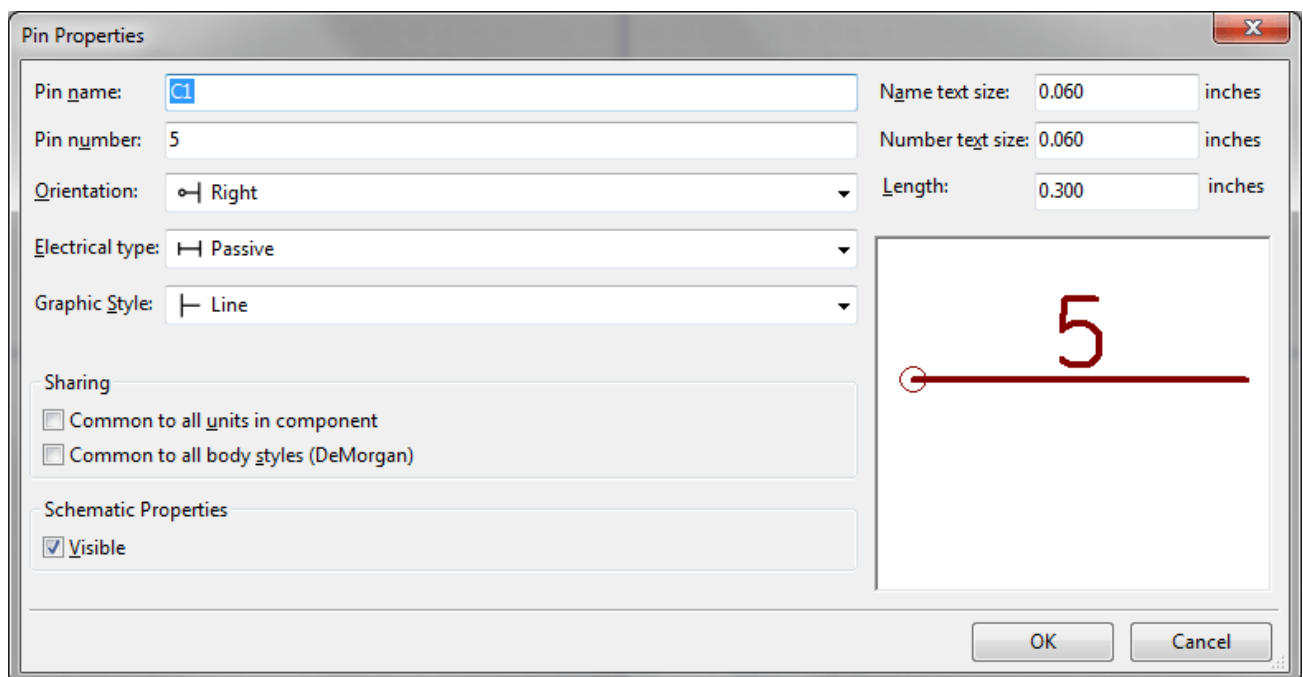 Pin Properties
Pin name: C1
Name text size: 0.060 inches
Pin number: 5
Number text size: 0.060 inches
Orientation: Right
Length: 0.300 inches
Electrical type: Passive
Graphic Style: Line
5
Sharing
Common to all units in component
Common to all body styles (DeMorgan)
Schematic Properties
Visible
OK Cancel